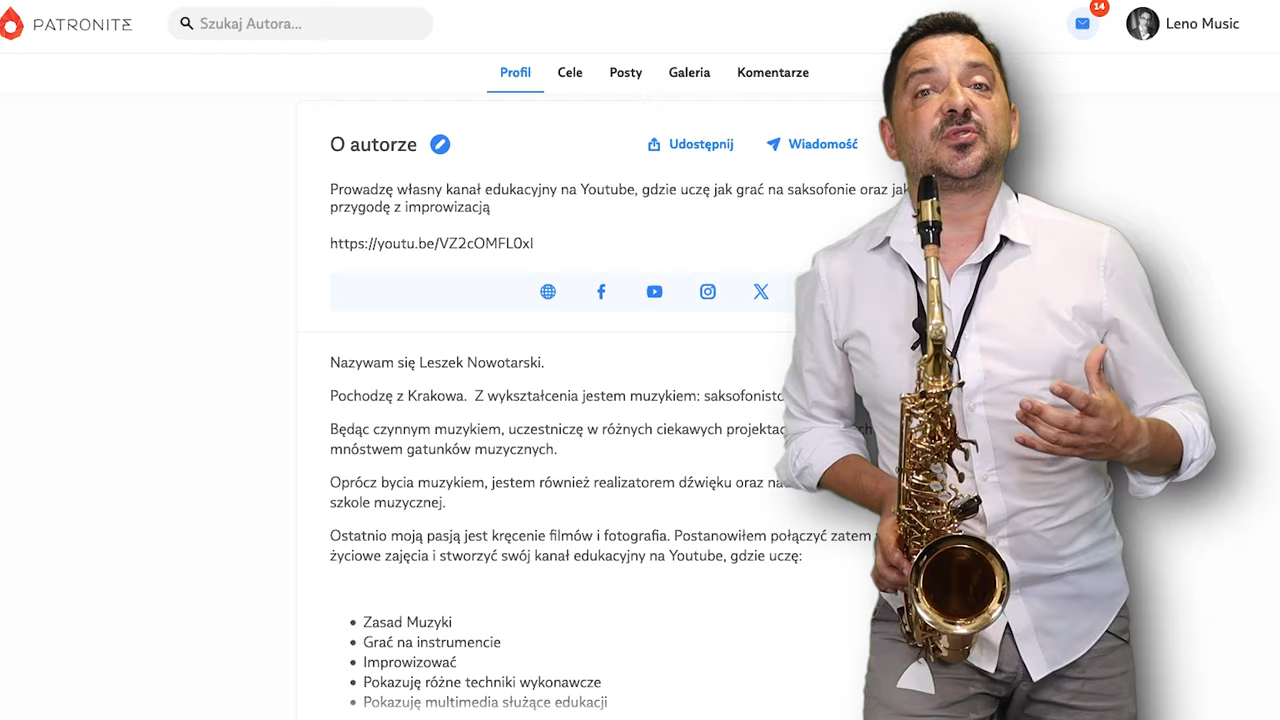 PATRONITE
Szukaj Autora...
14
Leno Music
Profil Cele Posty Galeria Komentarze
O autorze
Udostępnij Wiadomość
Prowadzę własny kanał edukacyjny na Youtube, gdzie uczę jak grać na saksofonie oraz jak
przygodę z improwizacją
https://youtu.be/VZ2cOMFL0xI
Nazywam się Leszek Nowotarski.
Pochodzę z Krakowa. Z wykształcenia jestem muzykiem:
Będąc czynnym muzykiem, uczestniczę w różnych ciekawych
mnóstwem gatunków muzycznych.
Oprócz bycia muzykiem, jestem również realizatorem dźwięku oraz
szkole muzycznej.
Ostatnio moją pasją jest kręcenie filmów i fotografia. Postanowiłem połączyć zatem
życiowe zajęcia i stworzyć swój kanał edukacyjny na Youtube, gdzie uczę:
• Zasad Muzyki
• Grać na instrumencie
• Improwizować
• Pokazuję różne techniki wykonawcze
• Pokazuję multimedia służące edukacji